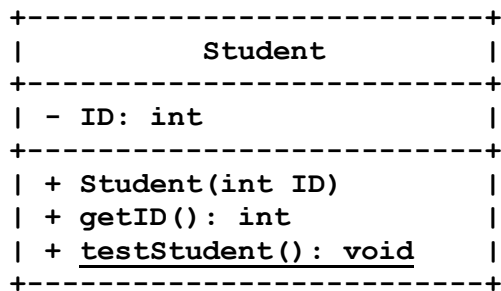 +---------------------------+
|          Student          |
+---------------------------+
| - ID: int                 |
+---------------------------+
| + Student(int ID)         |
| + getID(): int            |
| + testStudent(): void     |
+---------------------------+